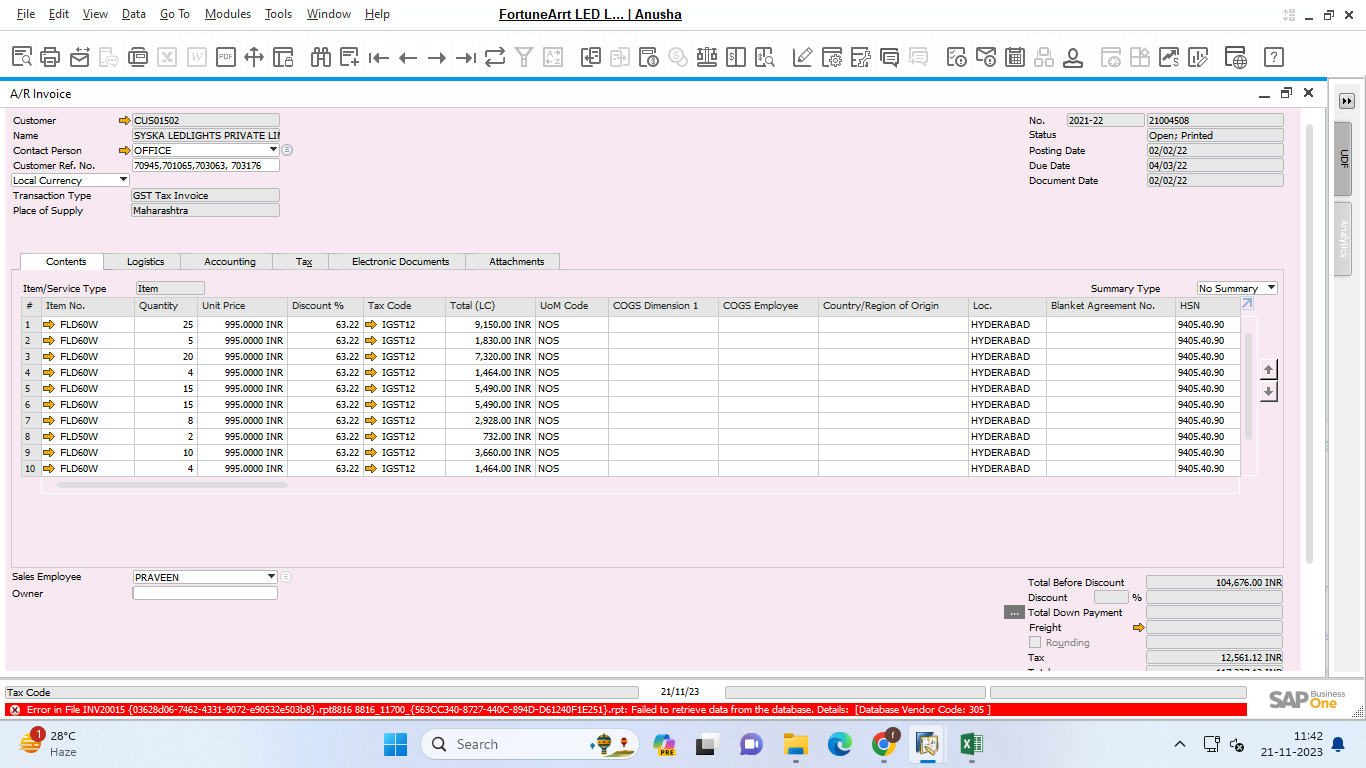 File Edit View Data Go To Modules Tools Window Help FortuneArrt LED L... | Anusha
PDF
A/R Invoice
Customer CUS01502 No. 2021-22 21004508
Name SYSKA LEDLIGHTS PRIVATE LI Status Open; Printed
Contact Person OFFICE Posting Date 02/02/22
Customer Ref. No. 70945,701065,703063, 703176 Due Date 04/03/22
Local Currency Document Date 02/02/22
Transaction Type GST Tax Invoice
Place of Supply Maharashtra
UDF
Analytics
Contents Logistics Accounting Tax Electronic Documents Attachments
Item/Service Type Item Summary Type No Summary
# Item No. Quantity Unit Price Discount % Tax Code Total (LC) UoM Code COGS Dimension 1 COGS Employee Country/Region of Origin Loc. Blanket Agreement No. HSN
1 FLD60W 25 995.0000 INR 63.22 IGST12 9,150.00 INR NOS HYDERABAD 9405.40.90
2 FLD60W 5 995.0000 INR 63.22 IGST12 1,830.00 INR NOS HYDERABAD 9405.40.90
3 FLD60W 20 995.0000 INR 63.22 IGST12 7,320.00 INR NOS HYDERABAD 9405.40.90
4 FLD60W 4 995.0000 INR 63.22 IGST12 1,464.00 INR NOS HYDERABAD 9405.40.90
5 FLD60W 15 995.0000 INR 63.22 IGST12 5,490.00 INR NOS HYDERABAD 9405.40.90
6 FLD60W 15 995.0000 INR 63.22 IGST12 5,490.00 INR NOS HYDERABAD 9405.40.90
7 FLD60W 8 995.0000 INR 63.22 IGST12 2,928.00 INR NOS HYDERABAD 9405.40.90
8 FLD50W 2 995.0000 INR 63.22 IGST12 732.00 INR NOS HYDERABAD 9405.40.90
9 FLD60W 10 995.0000 INR 63.22 IGST12 3,660.00 INR NOS HYDERABAD 9405.40.90
10 FLD60W 4 995.0000 INR 63.22 IGST12 1,464.00 INR NOS HYDERABAD 9405.40.90
Sales Employee PRAVEEN
Owner
Total Before Discount 104,676.00 INR
Discount %
... Total Down Payment
Freight
Rounding
Tax 12,561.12 INR
Tax Code 21/11/23
SAP Business One
Error in File INV20015 {03628d06-7462-4331-9072-e90532e503b8}.rpt8816 8816_11700_{563CC340-8727-440C-894D-D61240F1E251}.rpt: Failed to retrieve data from the database. Details: [Database Vendor Code: 305 ]
1 28°C
Haze
Search
PRE
f
11:42
21-11-2023